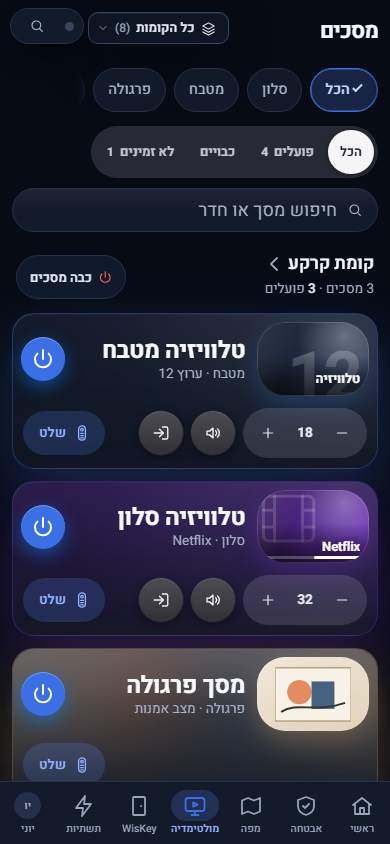 מסכים
כל הקומות (8)
הכל
סלון
מטבח
פרגולה
הכל
פועלים 4
כבויים
לא זמינים 1
חיפוש מסך או חדר
קומת קרקע
3 מסכים · 3 פועלים
כבה מסכים
12
טלוויזיה
טלוויזיה מטבח
מטבח · ערוץ 12
18
שלט
Netflix
טלוויזיה סלון
סלון · Netflix
32
שלט
מסך פרגולה
פרגולה · מצב אמנות
שלט
ראשי
אבטחה
מפה
מולטימדיה
WisKey
תשתיות
יו
יוני